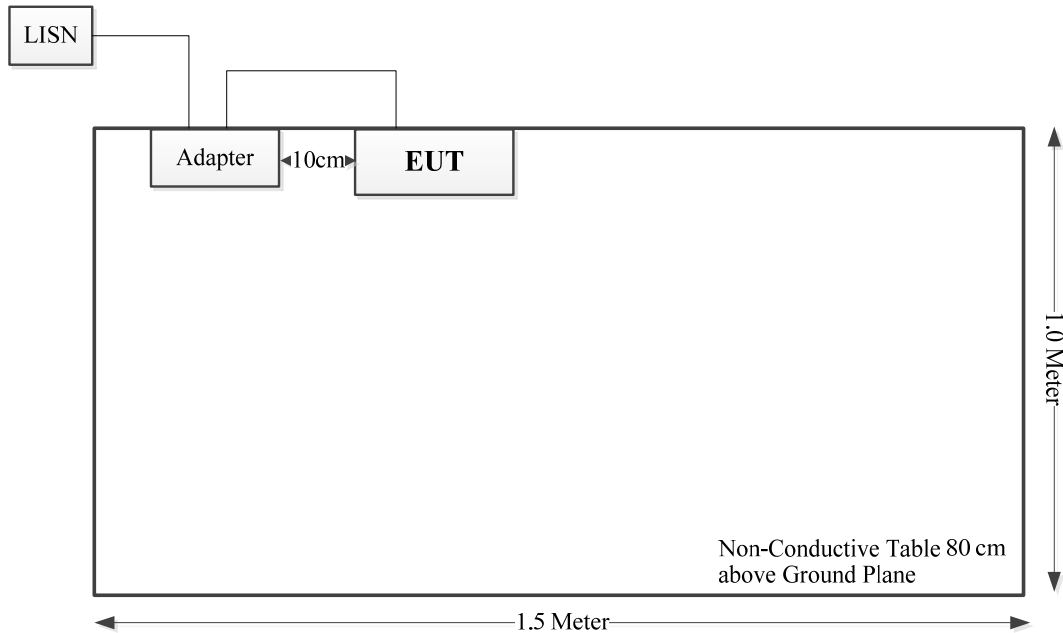 LISN
Adapter
10cm
EUT
1.0 Meter
Non-Conductive Table 80 cm
above Ground Plane
1.5 Meter